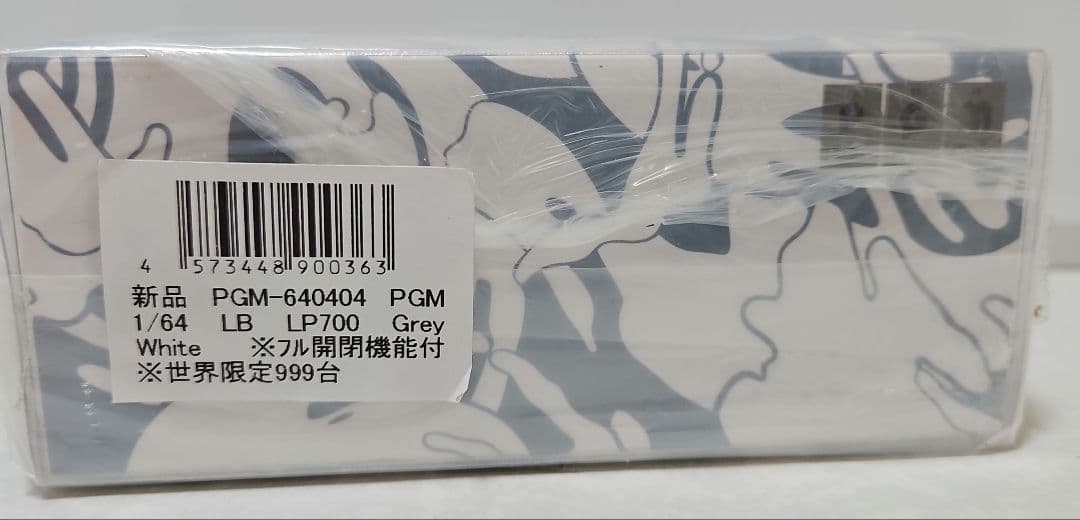 4 573448 900363
新品 PGM-640404 PGM
1/64 LB LP700 Grey
White ※フル開閉機能付
※世界限定999台